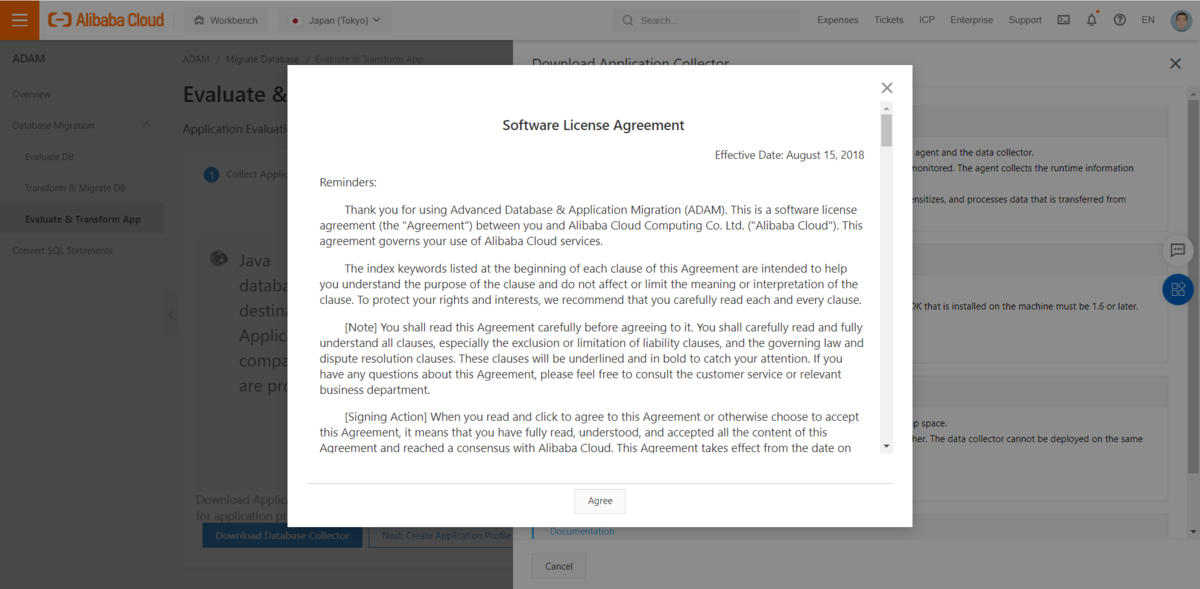 Alibaba Cloud
Workbench
Japan (Tokyo)
Search...
Expenses
Tickets
ICP
Enterprise
Support
EN
ADAM
Overview
Database Migration
Evaluate DB
Transform & Migrate DB
Evaluate & Transform App
Convert SQL Statements
ADAM / Migrate Database / Evaluate & Transform App
Evaluate &
Application Evaluati
1 Collect Applic
Java
databa
destina
Applic
compa
are pro
Download Applic
for application pr
Download Database Collector
Next: Create Application Profile
Download Application Collector
agent and the data collector.
monitored. The agent collects the runtime information
ensitizes, and processes data that is transferred from
DK that is installed on the machine must be 1.6 or later.
p space.
her. The data collector cannot be deployed on the same
Documentation
Cancel
Software License Agreement
Effective Date: August 15, 2018
Reminders:
Thank you for using Advanced Database & Application Migration (ADAM). This is a software license
agreement (the "Agreement") between you and Alibaba Cloud Computing Co. Ltd. ("Alibaba Cloud"). This
agreement governs your use of Alibaba Cloud services.
The index keywords listed at the beginning of each clause of this Agreement are intended to help
you understand the purpose of the clause and do not affect or limit the meaning or interpretation of the
clause. To protect your rights and interests, we recommend that you carefully read each and every clause.
[Note] You shall read this Agreement carefully before agreeing to it. You shall carefully read and fully
understand all clauses, especially the exclusion or limitation of liability clauses, and the governing law and
dispute resolution clauses. These clauses will be underlined and in bold to catch your attention. If you
have any questions about this Agreement, please feel free to consult the customer service or relevant
business department.
[Signing Action] When you read and click to agree to this Agreement or otherwise choose to accept
this Agreement, it means that you have fully read, understood, and accepted all the content of this
Agreement and reached a consensus with Alibaba Cloud. This Agreement takes effect from the date on
Agree